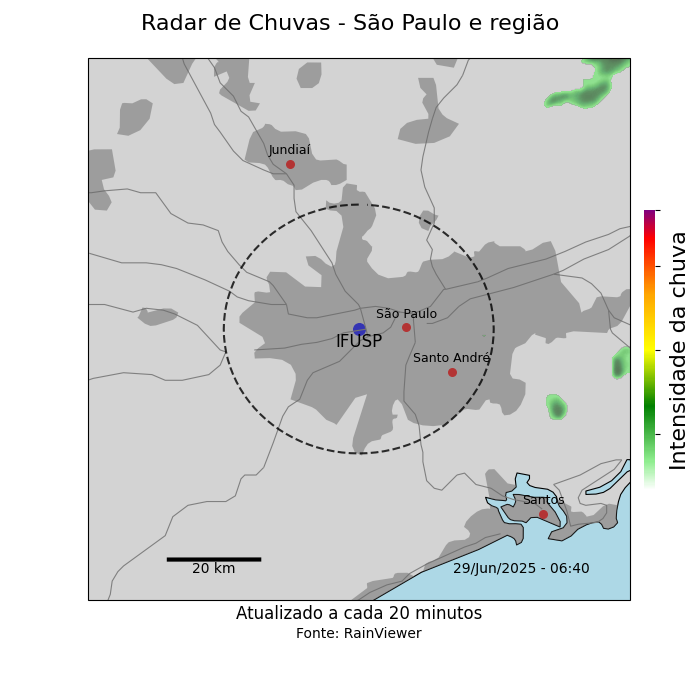 Radar de Chuvas - São Paulo e região
Jundiaí
São Paulo
IFUSP
Santo André
Intensidade da chuva
Santos
20 km
29/Jun/2025 - 06:40
Atualizado a cada 20 minutos
Fonte: RainViewer